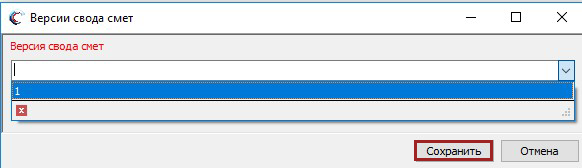 Версии свода смет
Версия свода смет
1
Сохранить
Отмена